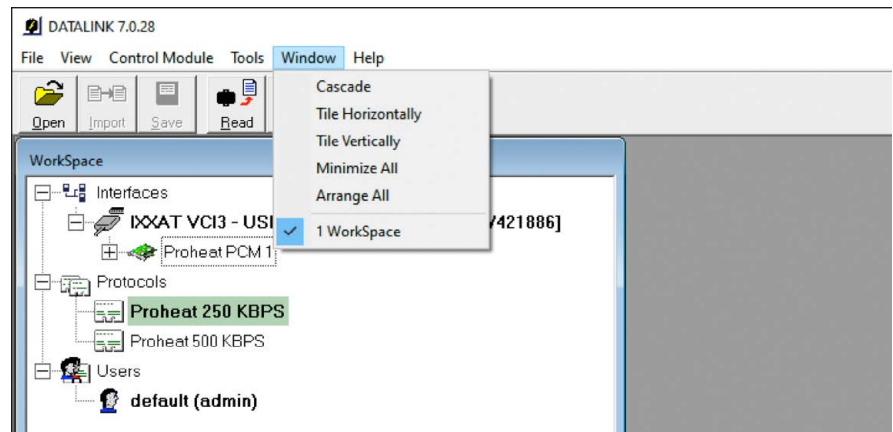 DATALINK 7.0.28
File View Control Module Tools Window Help
Open Import Save Read
Cascade
Tile Horizontally
Tile Vertically
Minimize All
Arrange All
1 WorkSpace
WorkSpace
Interfaces
IXXAT VCI3 - USB 421886]
Proheat PCM 1
Protocols
Proheat 250 KBPS
Proheat 500 KBPS
Users
default (admin)